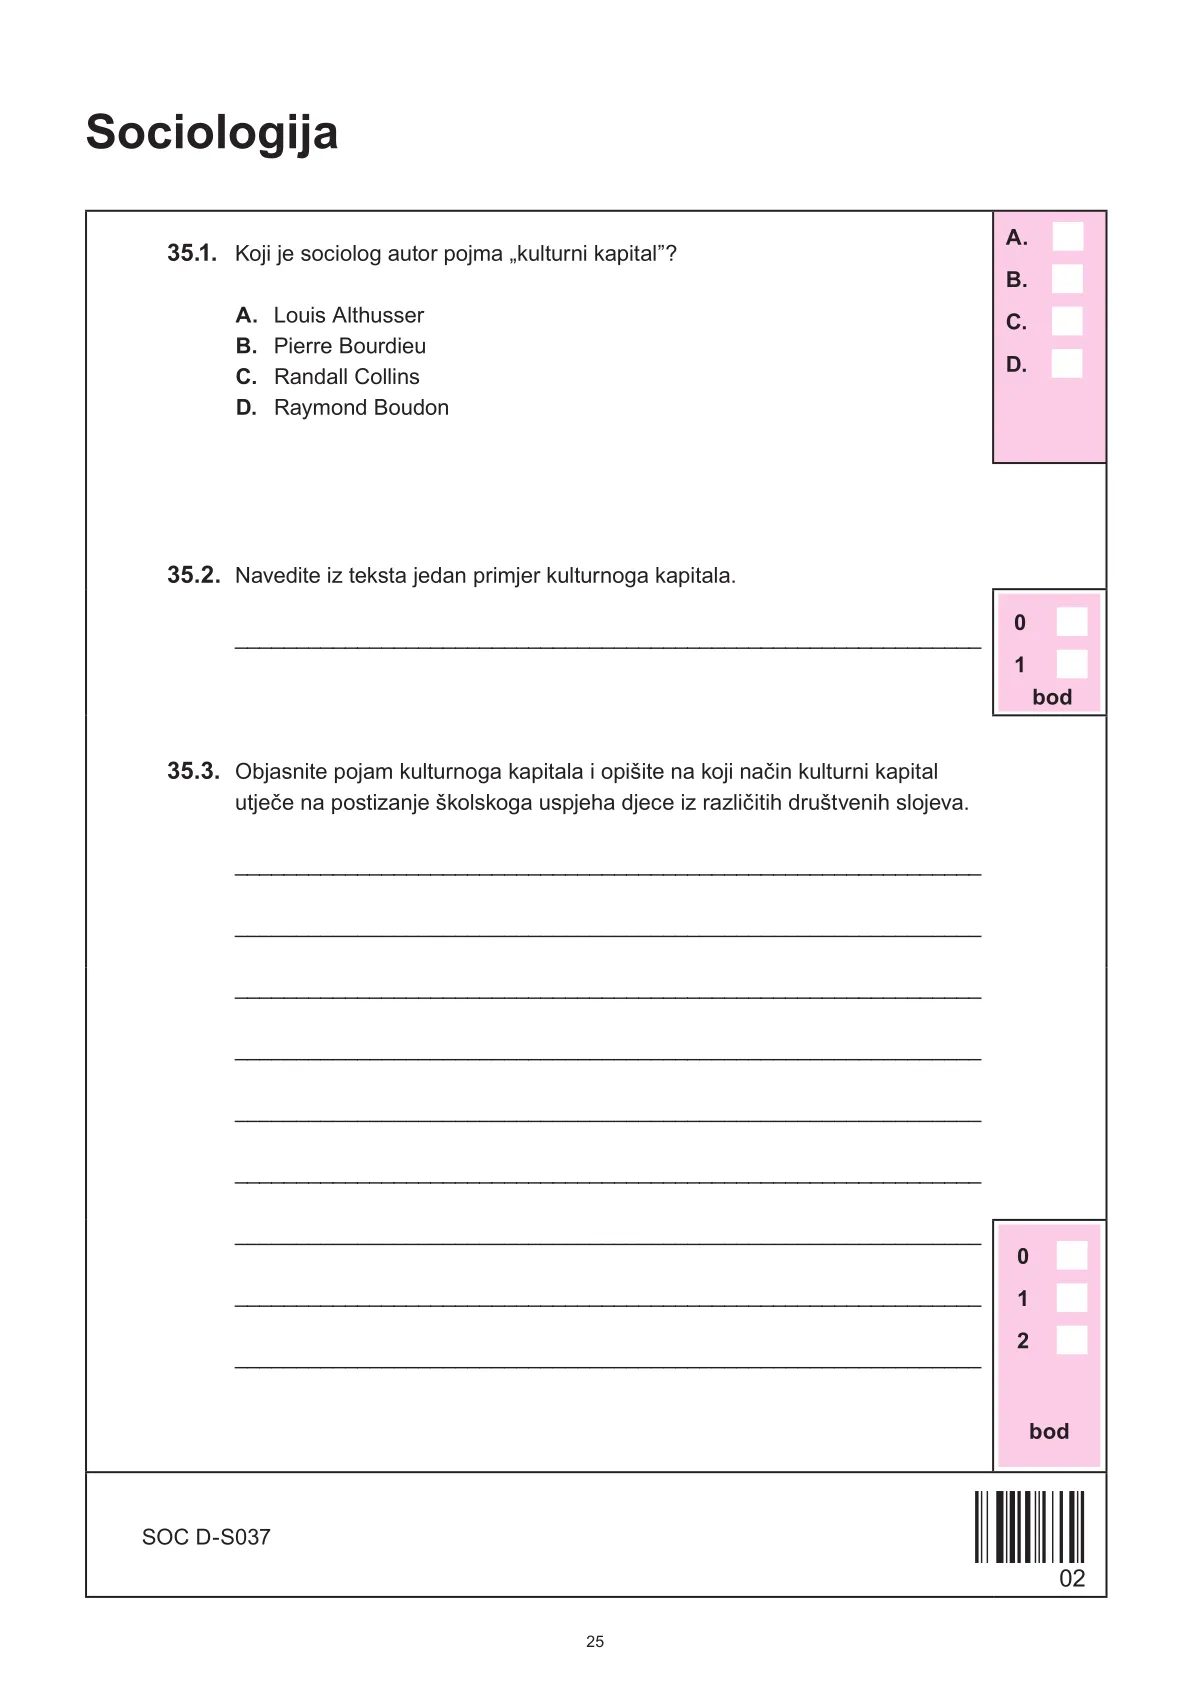 Sociologija
35.1. Koji je sociolog autor pojma „kulturni kapital”?
A. Louis Althusser
B. Pierre Bourdieu
C. Randall Collins
D. Raymond Boudon
A.
B.
C.
D.
35.2. Navedite iz teksta jedan primjer kulturnoga kapitala.
0
1
bod
35.3. Objasnite pojam kulturnoga kapitala i opišite na koji način kulturni kapital
utječe na postizanje školskoga uspjeha djece iz različitih društvenih slojeva.
0
1
2
bod
SOC D-S037
02
25